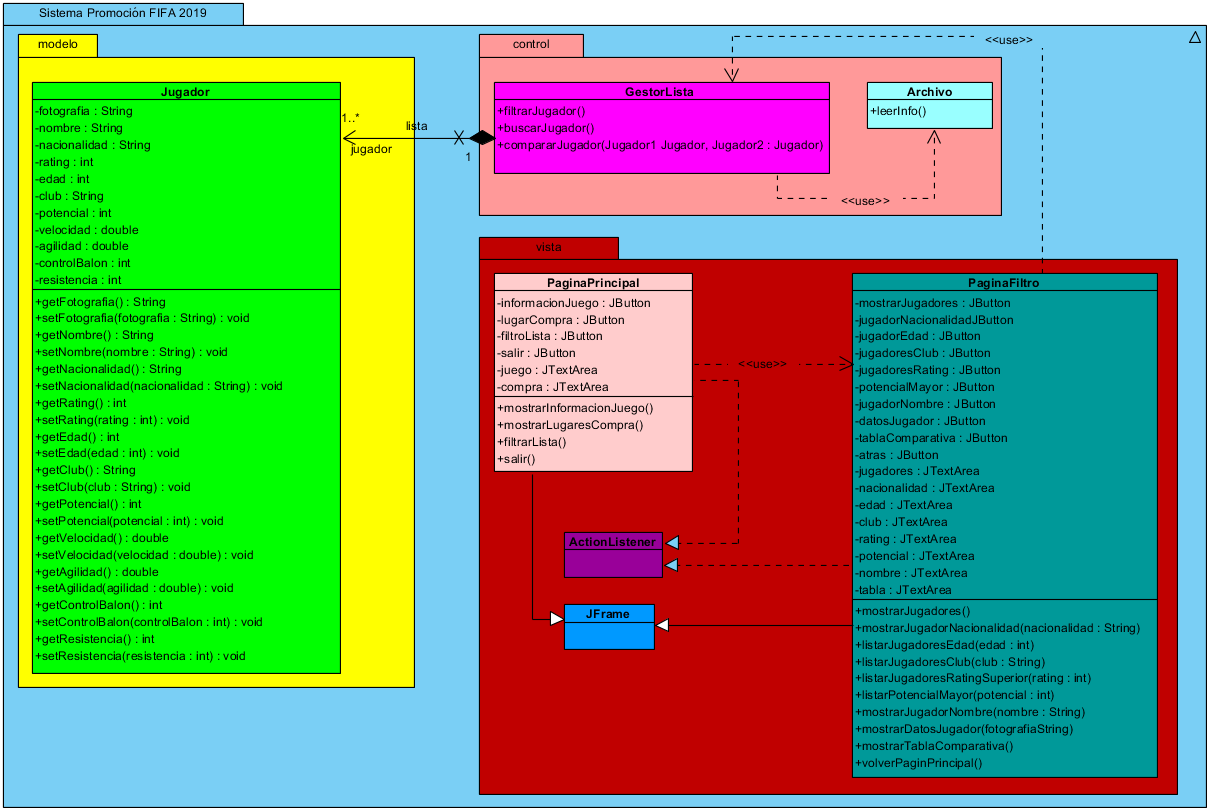 Sistema Promoción FIFA 2019
modelo
Jugador
-fotografia : String
-nombre : String
-nacionalidad : String
-rating : int
-edad : int
-club : String
-potencial : int
-velocidad : double
-agilidad : double
-controlBalon : int
-resistencia : int
+getFotografia() : String
+setFotografia(fotografia : String) : void
+getNombre() : String
+setNombre(nombre : String) : void
+getNacionalidad() : String
+setNacionalidad(nacionalidad : String) : void
+getRating() : int
+setRating(rating : int) : void
+getEdad() : int
+setEdad(edad : int) : void
+getClub() : String
+setClub(club : String) : void
+getPotencial() : int
+setPotencial(potencial : int) : void
+getVelocidad() : double
+setVelocidad(velocidad : double) : void
+getAgilidad() : double
+setAgilidad(agilidad : double) : void
+getControlBalon() : int
+setControlBalon(controlBalon : int) : void
+getResistencia() : int
+setResistencia(resistencia : int) : void
1..*
lista
jugador
1
control
GestorLista
+filtrarJugador()
+buscarJugador()
+compararJugador(Jugador1 Jugador, Jugador2 : Jugador)
Archivo
+leerInfo()
<<use>>
<<use>>
vista
PaginaPrincipal
-informacionJuego : JButton
-lugarCompra : JButton
-filtroLista : JButton
-salir : JButton
-juego : JTextArea
-compra : JTextArea
+mostrarInformacionJuego()
+mostrarLugaresCompra()
+filtrarLista()
+salir()
<<use>>
ActionListener
JFrame
PaginaFiltro
-mostrarJugadores : JButton
-jugadorNacionalidadJButton
-jugadorEdad : JButton
-jugadoresClub : JButton
-jugadoresRating : JButton
-potencialMayor : JButton
-jugadorNombre : JButton
-datosJugador : JButton
-tablaComparativa : JButton
-atras : JButton
-jugadores : JTextArea
-nacionalidad : JTextArea
-edad : JTextArea
-club : JTextArea
-rating : JTextArea
-potencial : JTextArea
-nombre : JTextArea
-tabla : JTextArea
+mostrarJugadores()
+mostrarJugadorNacionalidad(nacionalidad : String)
+listarJugadoresEdad(edad : int)
+listarJugadoresClub(club : String)
+listarJugadoresRatingSuperior(rating : int)
+listarPotencialMayor(potencial : int)
+mostrarJugadorNombre(nombre : String)
+mostrarDatosJugador(fotografiaString)
+mostrarTablaComparativa()
+volverPaginPrincipal()